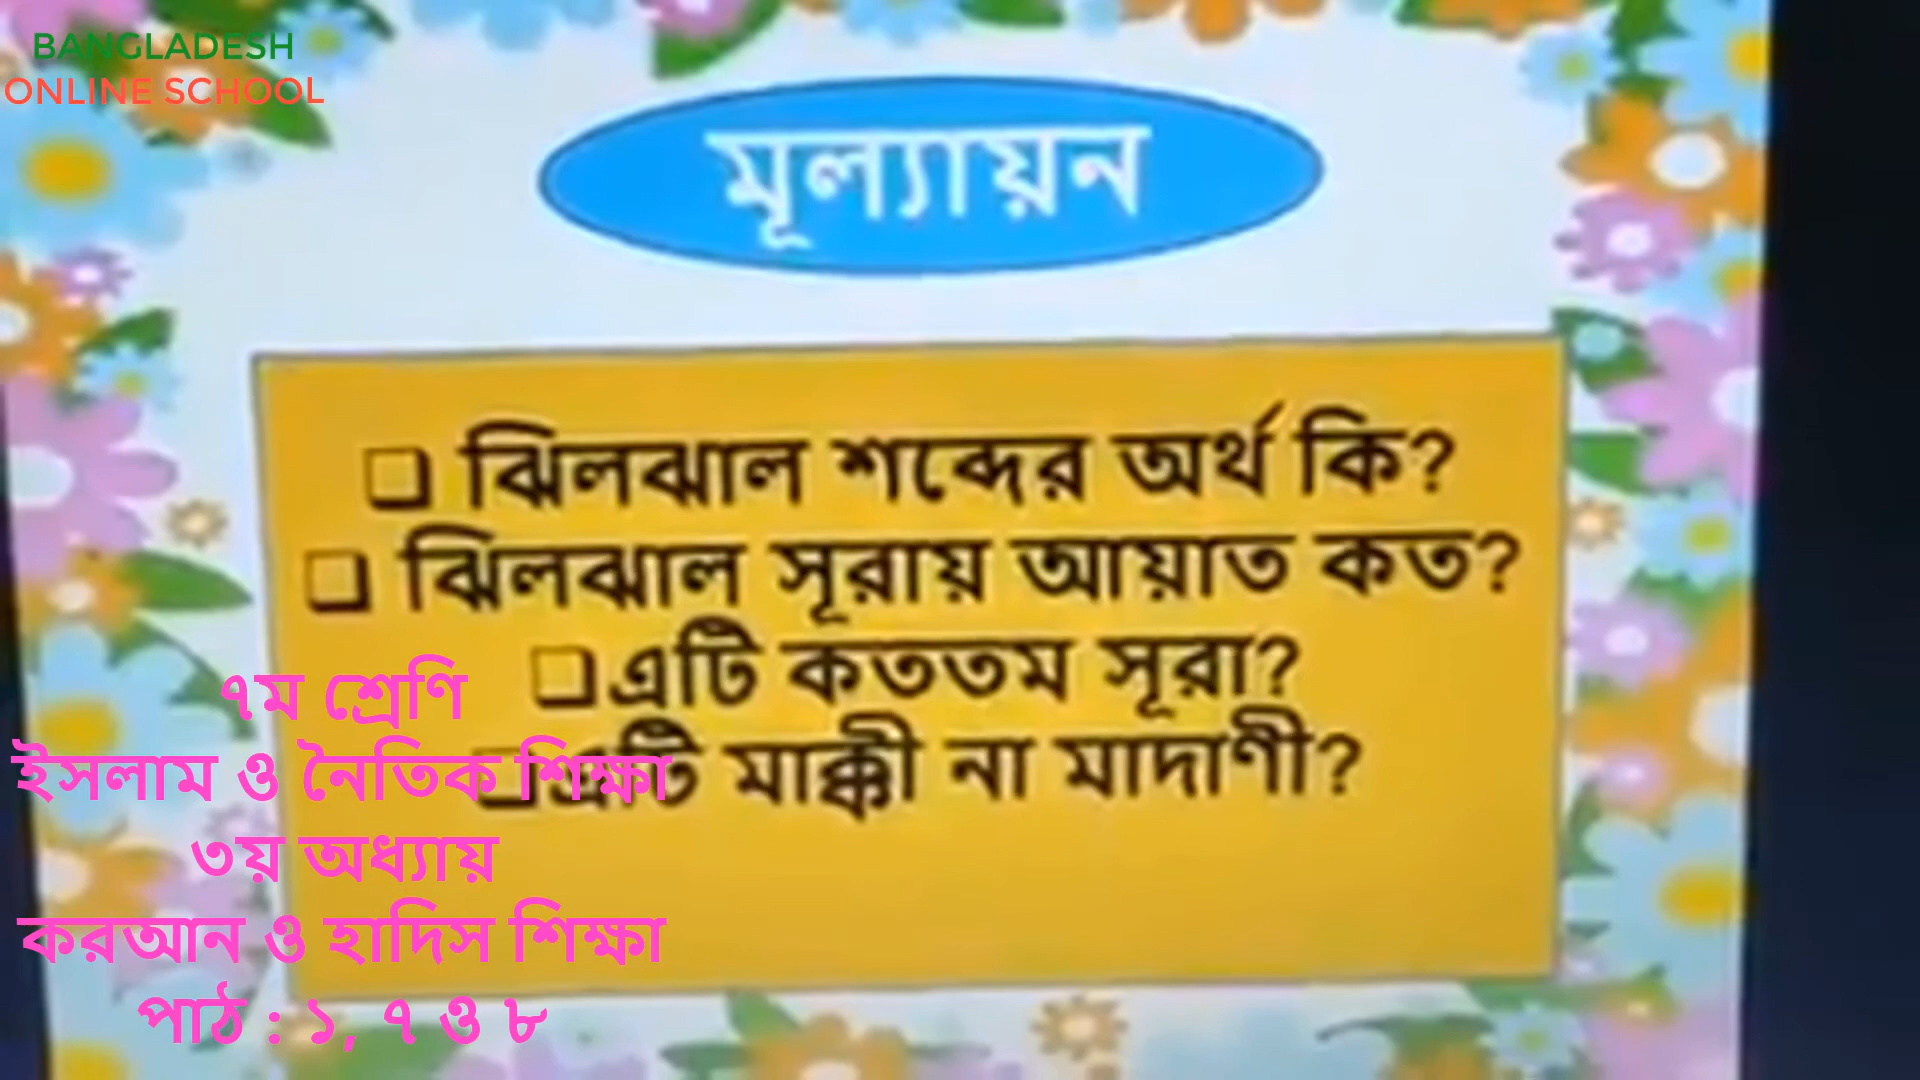 BANGLADESH
ONLINE SCHOOL
মূল্যায়ন
❑ ঝিলঝাল শব্দের অর্থ কি?
❑ ঝিলঝাল সূরায় আয়াত কত?
❑এটি কততম সূরা?
❑এটি মাক্কী না মাদাণী?
৭ম শ্রেণি
ইসলাম ও নৈতিক শিক্ষা
৩য় অধ্যায়
করআন ও হাদিস শিক্ষা
পাঠ : ১, ৭ ও ৮